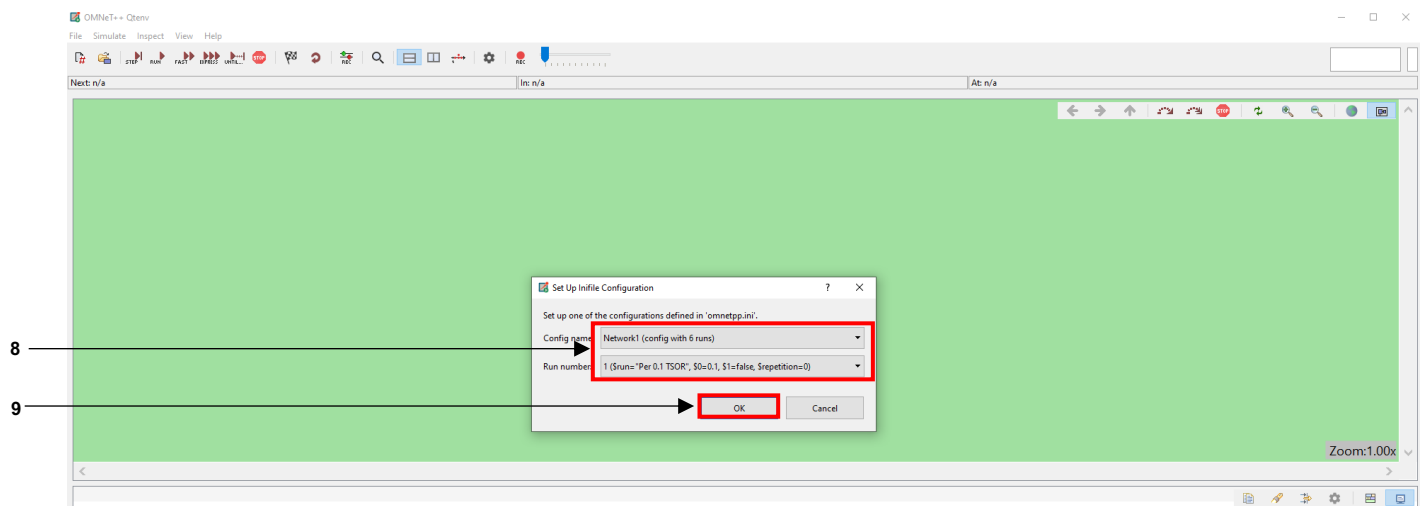 OMNeT++ Qtenv
File Simulate Inspect View Help
STEP RUN FAST EXPRESS UNTIL... STOP REC REC
Next: n/a In: n/a At: n/a
STOP
Set Up Inifile Configuration ? ×
Set up one of the configurations defined in 'omnetpp.ini'.
Config name: Network1 (config with 6 runs)
8
Run number: 1 ($run="Per 0.1 TSOR", $0=0.1, $1=false, $repetition=0)
9
OK Cancel
Zoom:1.00x